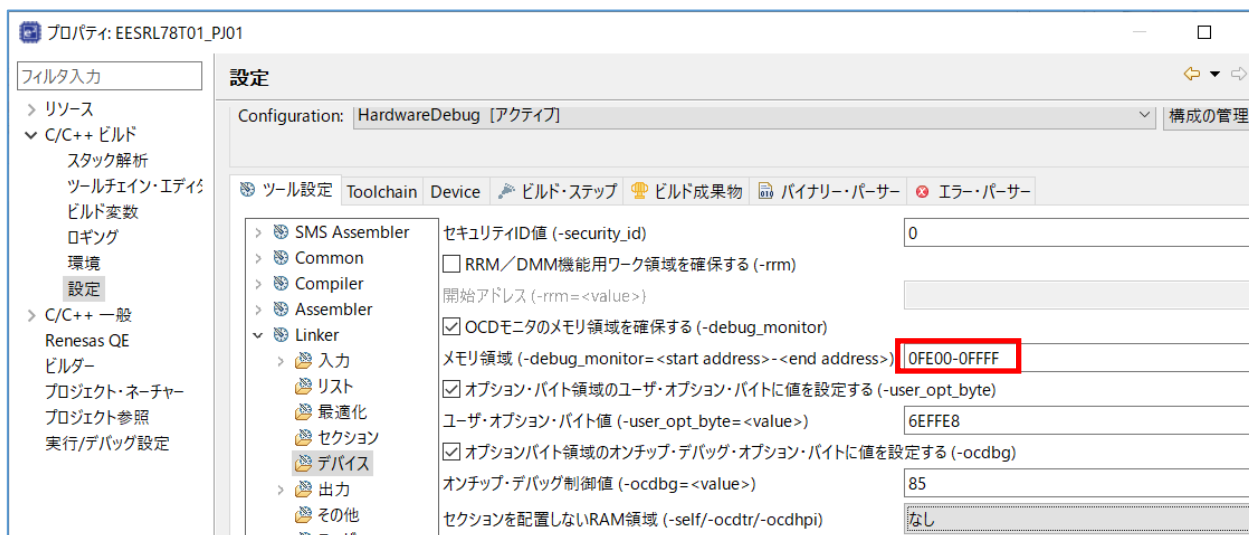 プロパティ: EESRL78T01_PJ01
フィルタ入力
設定
リソース
Configuration: HardwareDebug [アクティブ] 構成の管理
C/C++ ビルド
スタック解析
ツールチェイン・エディタ
ビルド変数
ロギング
環境
設定
C/C++ 一般
Renesas QE
ビルダー
プロジェクト・ネーチャー
プロジェクト参照
実行/デバッグ設定
ツール設定 Toolchain Device ビルド・ステップ ビルド成果物 バイナリー・パーサー エラー・パーサー
SMS Assembler
Common
Compiler
Assembler
Linker
入力
リスト
最適化
セクション
デバイス
出力
その他
セキュリティID値 (-security_id) 0
RRM/DMM機能用ワーク領域を確保する (-rrm)
開始アドレス (-rrm=<value>)
OCDモニタのメモリ領域を確保する (-debug_monitor)
メモリ領域 (-debug_monitor=<start address>-<end address>) 0FE00-0FFFF
オプション・バイト領域のユーザ・オプション・バイトに値を設定する (-user_opt_byte)
ユーザ・オプション・バイト値 (-user_opt_byte=<value>) 6EFFE8
オプションバイト領域のオンチップ・デバッグ・オプション・バイトに値を設定する (-ocdbg)
オンチップ・デバッグ制御値 (-ocdbg=<value>) 85
セクションを配置しないRAM領域 (-self/-ocdtr/-ocdhpi) なし